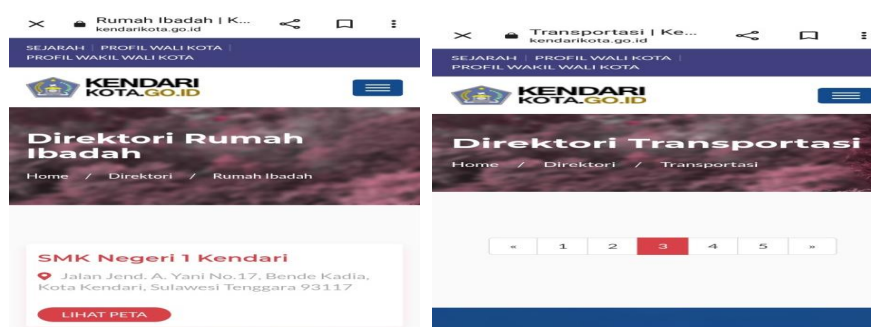 Rumah Ibadah | K...
kendarikota.go.id
SEJARAH | PROFIL WALI KOTA |
PROFIL WAKIL WALI KOTA
KENDARI
KOTA.GO.ID
Direktori Rumah
Ibadah
Home / Direktori / Rumah Ibadah
SMK Negeri 1 Kendari
Jalan Jend. A. Yani No.17, Bende Kadia,
Kota Kendari, Sulawesi Tenggara 93117
LIHAT PETA
Transportasi | Ke...
kendarikota.go.id
SEJARAH | PROFIL WALI KOTA |
PROFIL WAKIL WALI KOTA
KENDARI
KOTA.GO.ID
Direktori Transportasi
Home / Direktori / Transportasi
« 1 2 3 4 5 »